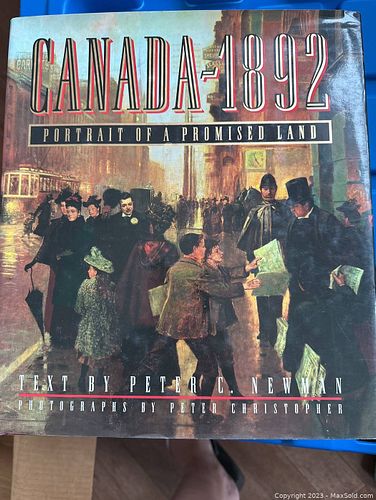 CANADA-1892
PORTRAIT OF A PROMISED LAND
TEXT BY PETER C. NEWMAN
PHOTOGRAPHS BY PETER CHRISTOPHER
Copyright © 2023 - MaxSold.com